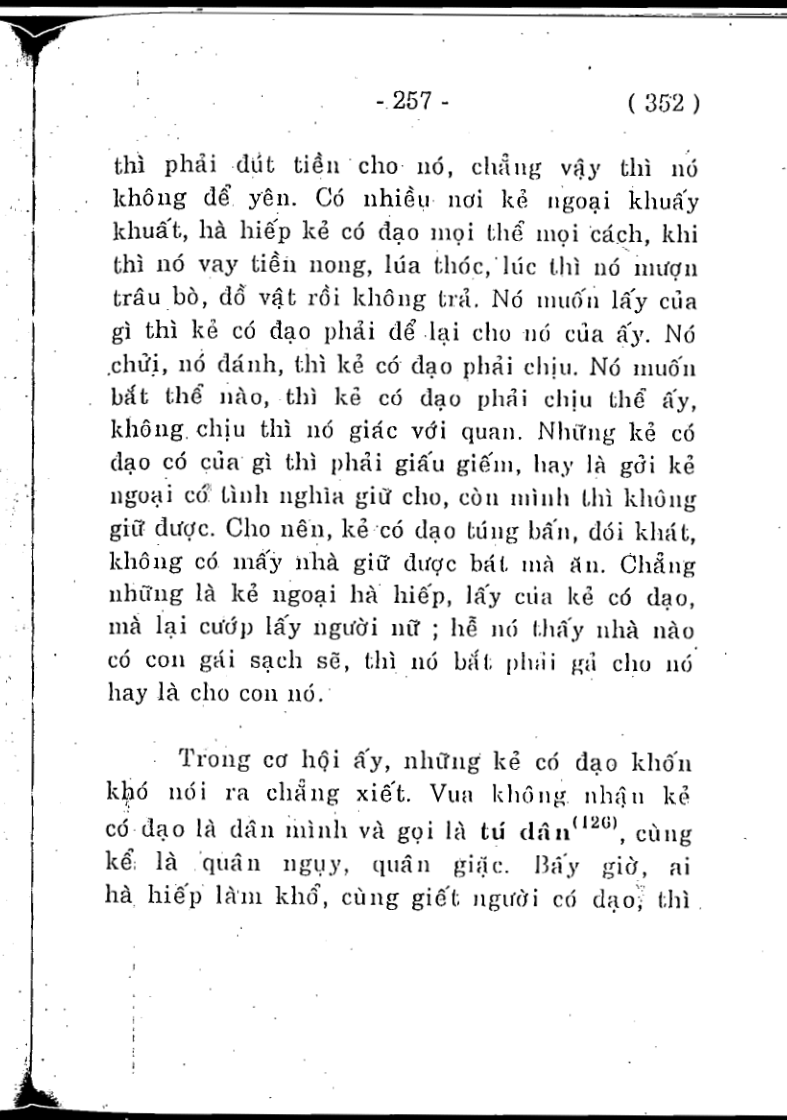 - 257 -
( 352 )
thì phải đút tiền cho nó, chẳng vậy thì nó
không để yên. Có nhiều nơi kẻ ngoại khuấy
khuất, hà hiếp kẻ có đạo mọi thể mọi cách, khi
thì nó vay tiền nong, lúa thóc, lúc thì nó mượn
trâu bò, đồ vật rồi không trả. Nó muốn lấy của
gì thì kẻ có đạo phải để lại cho nó của ấy. Nó
chửi, nó đánh, thì kẻ có đạo phải chịu. Nó muốn
bắt thể nào, thì kẻ có đạo phải chịu thể ấy,
không chịu thì nó giác với quan. Những kẻ có
đạo có của gì thì phải giấu giếm, hay là gởi kẻ
ngoại có tình nghĩa giữ cho, còn mình thì không
giữ được. Cho nên, kẻ có đạo túng bấn, đói khát,
không có mấy nhà giữ được bát mà ăn. Chẳng
những là kẻ ngoại hà hiếp, lấy của kẻ có đạo,
mà lại cướp lấy người nữ ; hễ nó thấy nhà nào
có con gái sạch sẽ, thì nó bắt phải gả cho nó
hay là cho con nó.
Trong cơ hội ấy, những kẻ có đạo khốn
khó nói ra chẳng xiết. Vua không nhận kẻ
có đạo là dân mình và gọi là tú dân(126), cùng
kể là quân ngụy, quân giặc. Bấy giờ, ai
hà hiếp làm khổ, cùng giết người có đạo, thì